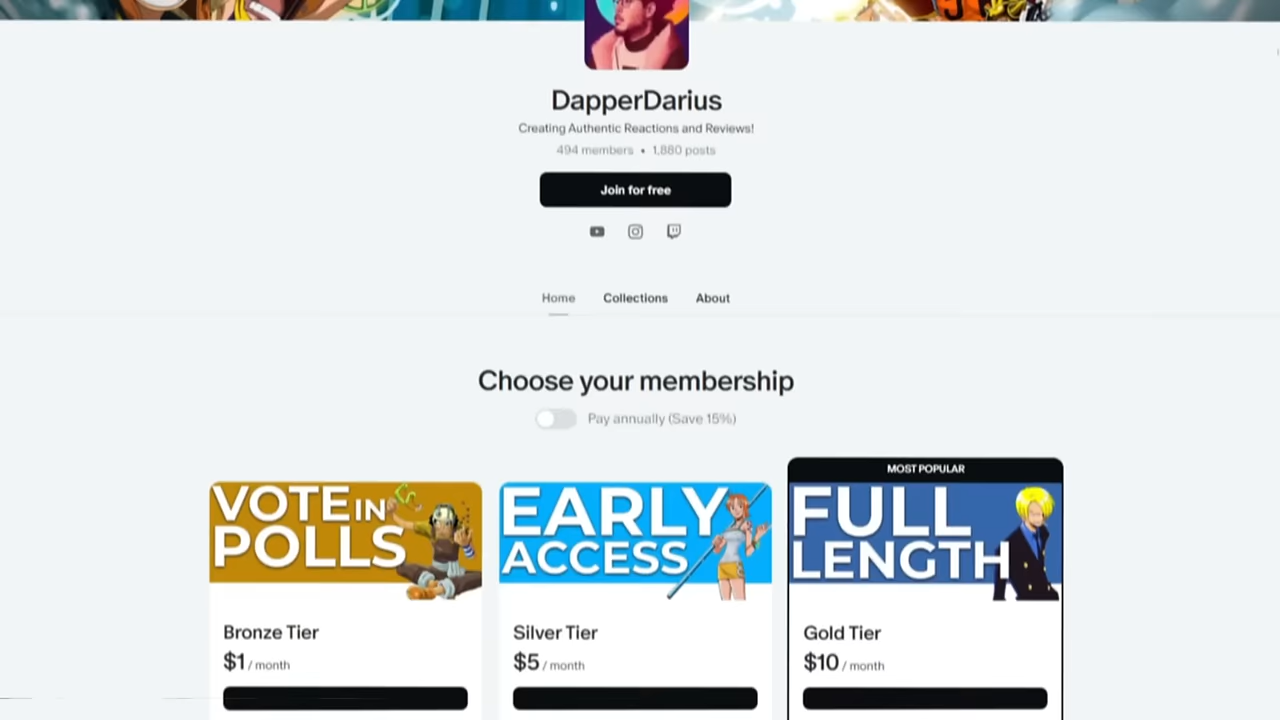 DapperDarius
Creating Authentic Reactions and Reviews!
494 members • 1,880 posts
Join for free
Home Collections About
Choose your membership
Pay annually (Save 15%)
MOST POPULAR
VOTE IN
POLLS
EARLY
ACCESS
FULL
LENGTH
Bronze Tier
$1 / month
Silver Tier
$5 / month
Gold Tier
$10 / month